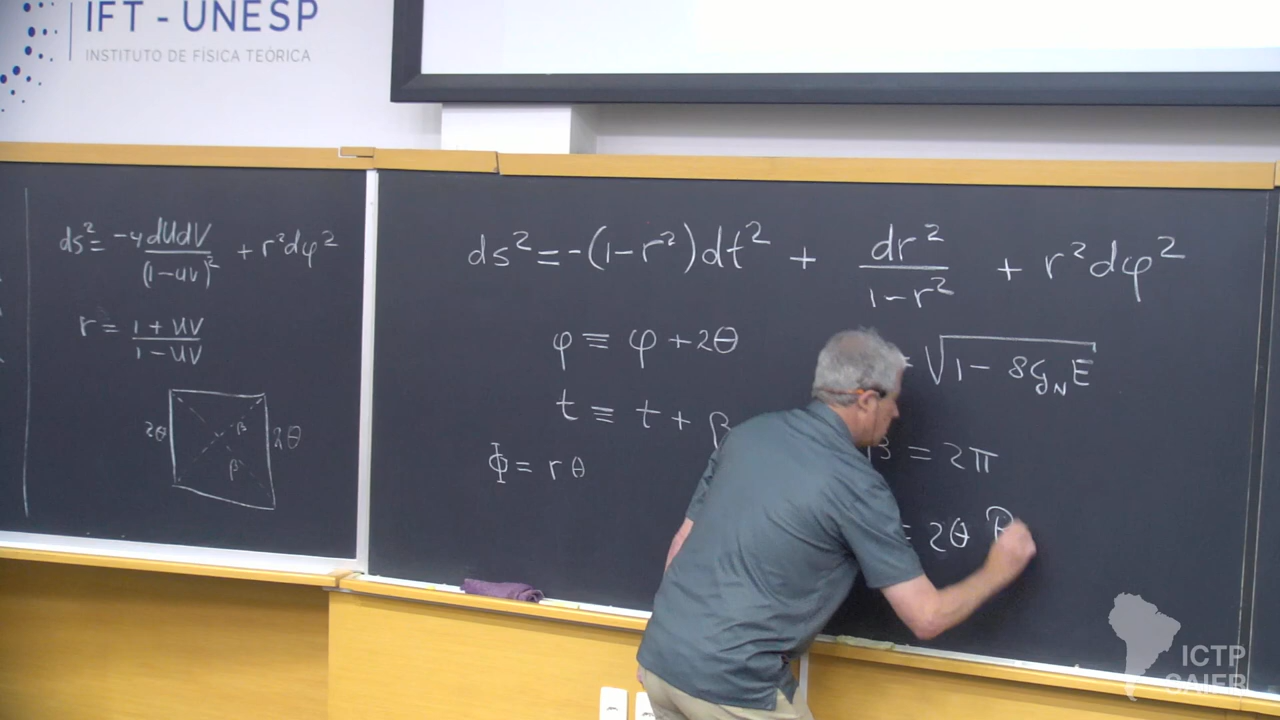 IFT - UNESP
INSTITUTO DE FÍSICA TEÓRICA
ds² = -4dUdV/(1-UV)² + r²dφ²
r = (1+UV)/(1-UV)
2θ β β 2θ
ds² = -(1-r²)dt² + dr²/(1-r²) + r²dφ²
φ ≡ φ + 2θ
= √(1 - 8G_N E)
t ≡ t + β
β = 2π
Φ = rθ
= 2θ
ICTP
SAIFR